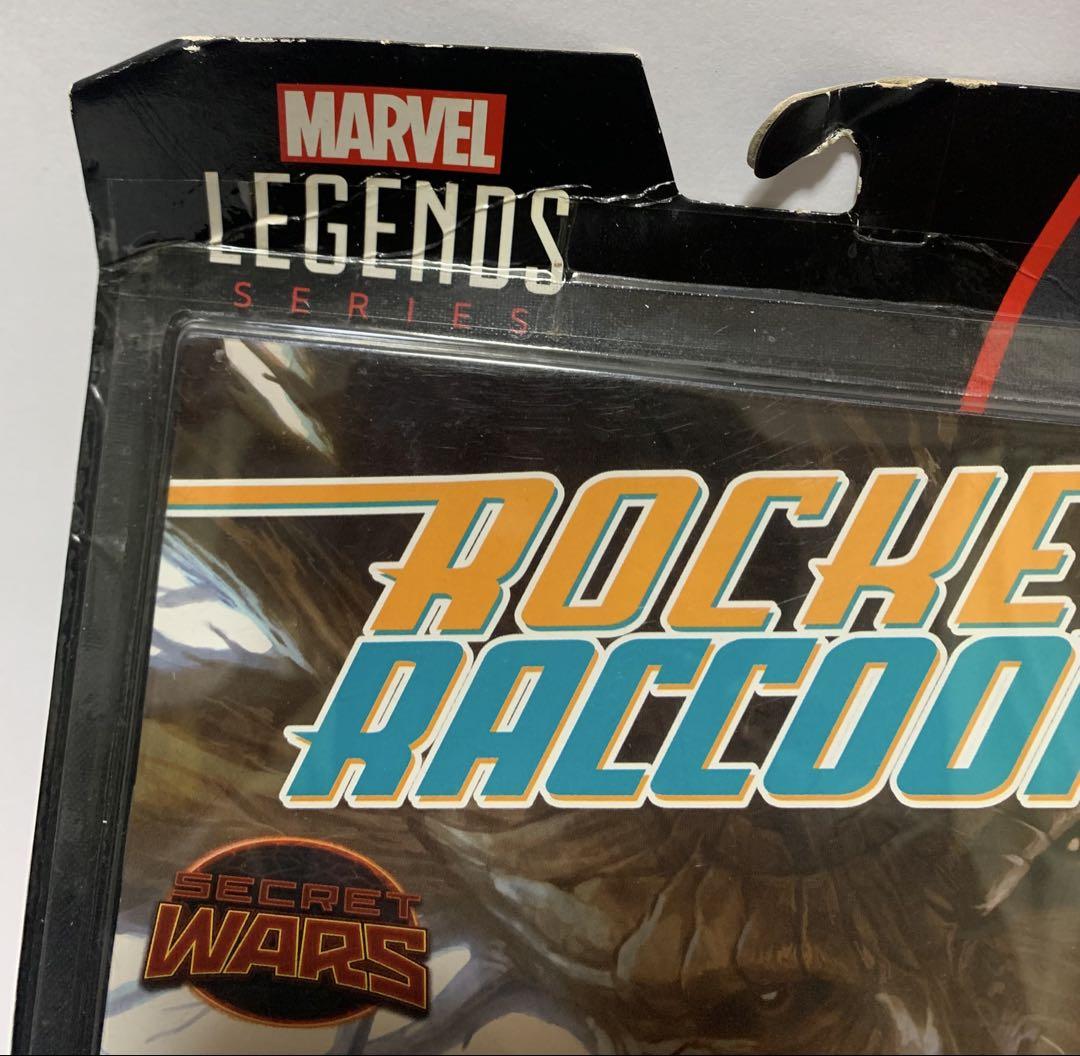 MARVEL
LEGENDS
SERIES
ROCKE
RACCOO
SECRET
WARS